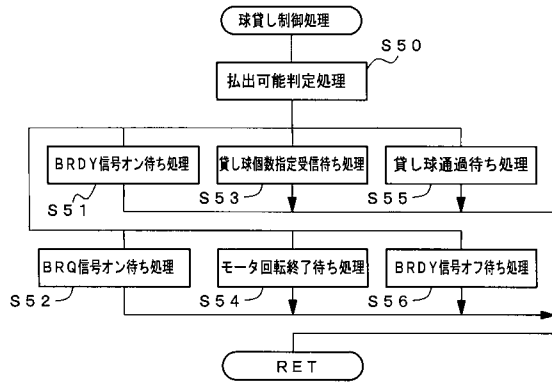 球貸し制御処理
S50
払出可能判定処理
BRDY信号オン待ち処理
貸し球個数指定受信待ち処理
貸し球通過待ち処理
S51
S53
S55
BRQ信号オン待ち処理
モータ回転終了待ち処理
BRDY信号オフ待ち処理
S52
S54
S56
RET